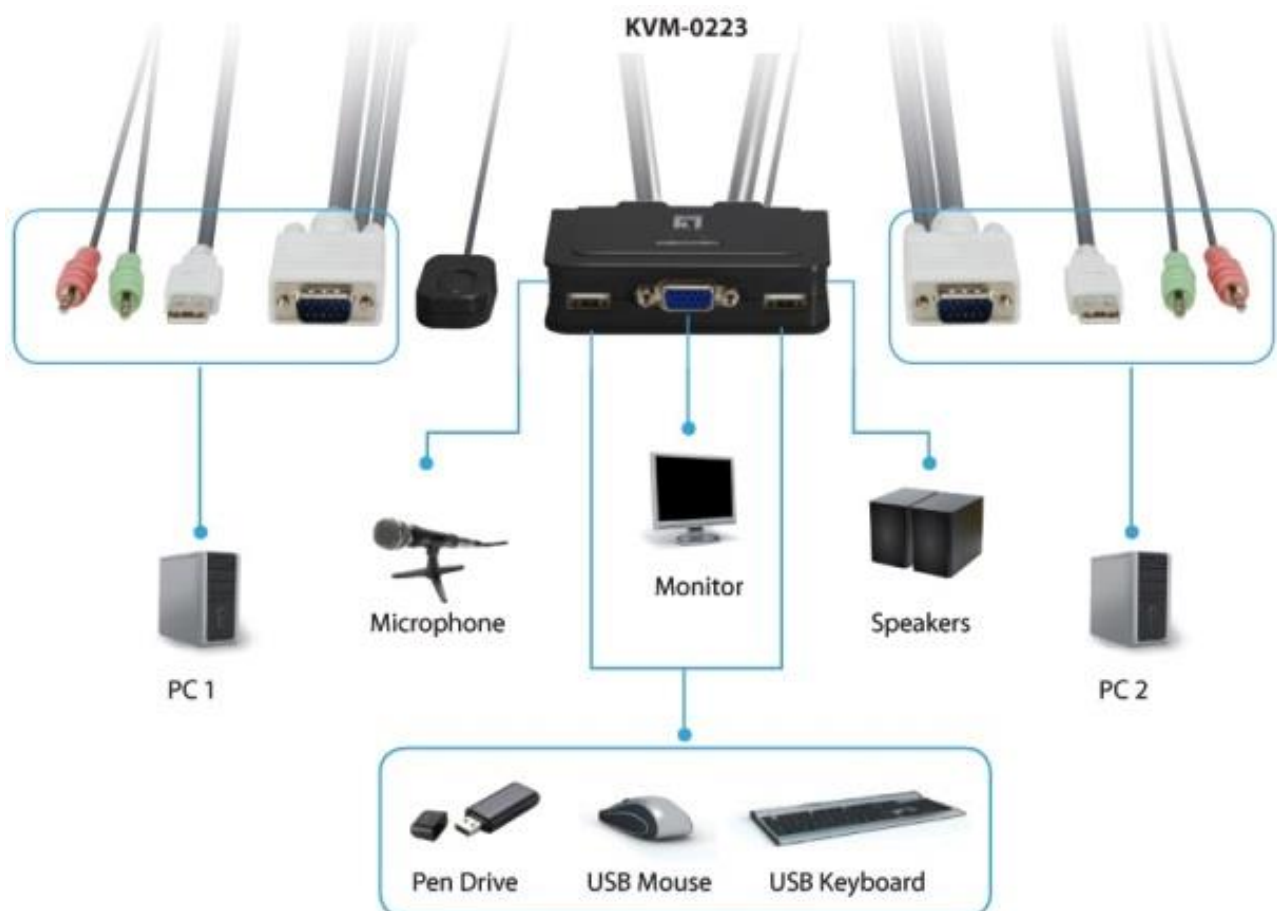 KVM-0223
Microphone
Monitor
Speakers
PC 1
PC 2
Pen Drive
USB Mouse
USB Keyboard